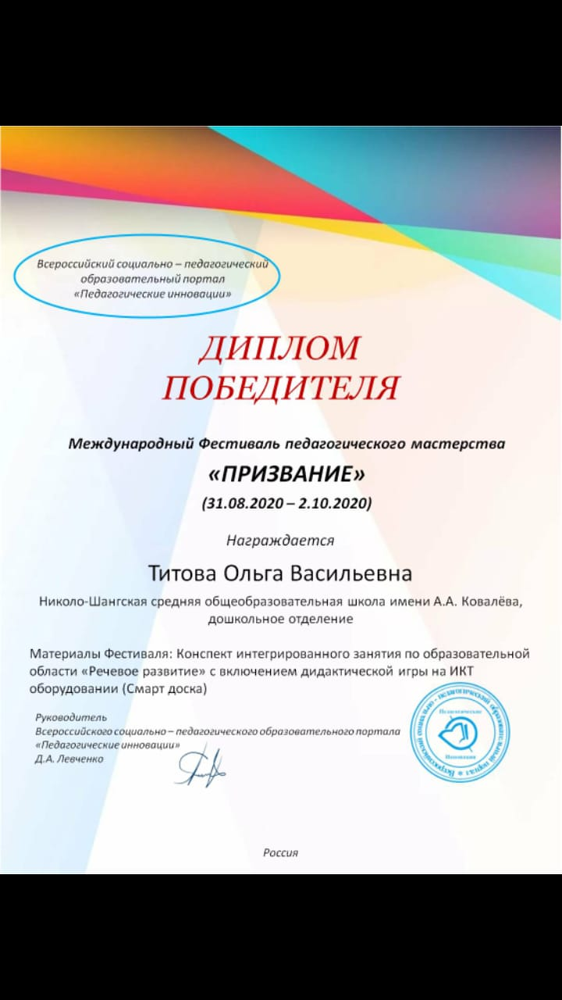 Всероссийский социально – педагогический
образовательный портал
«Педагогические инновации»
ДИПЛОМ
ПОБЕДИТЕЛЯ
Международный Фестиваль педагогического мастерства
«ПРИЗВАНИЕ»
(31.08.2020 – 2.10.2020)
Награждается
Титова Ольга Васильевна
Николо-Шангская средняя общеобразовательная школа имени А.А. Ковалёва,
дошкольное отделение
Материалы Фестиваля: Конспект интегрированного занятия по образовательной
области «Речевое развитие» с включением дидактической игры на ИКТ
оборудовании (Смарт доска)
Руководитель
Всероссийского социально – педагогического образовательного портала
«Педагогические инновации»
Д.А. Левченко
Всероссийский социально - педагогический образовательный портал
Педагогические
Инновации
Россия